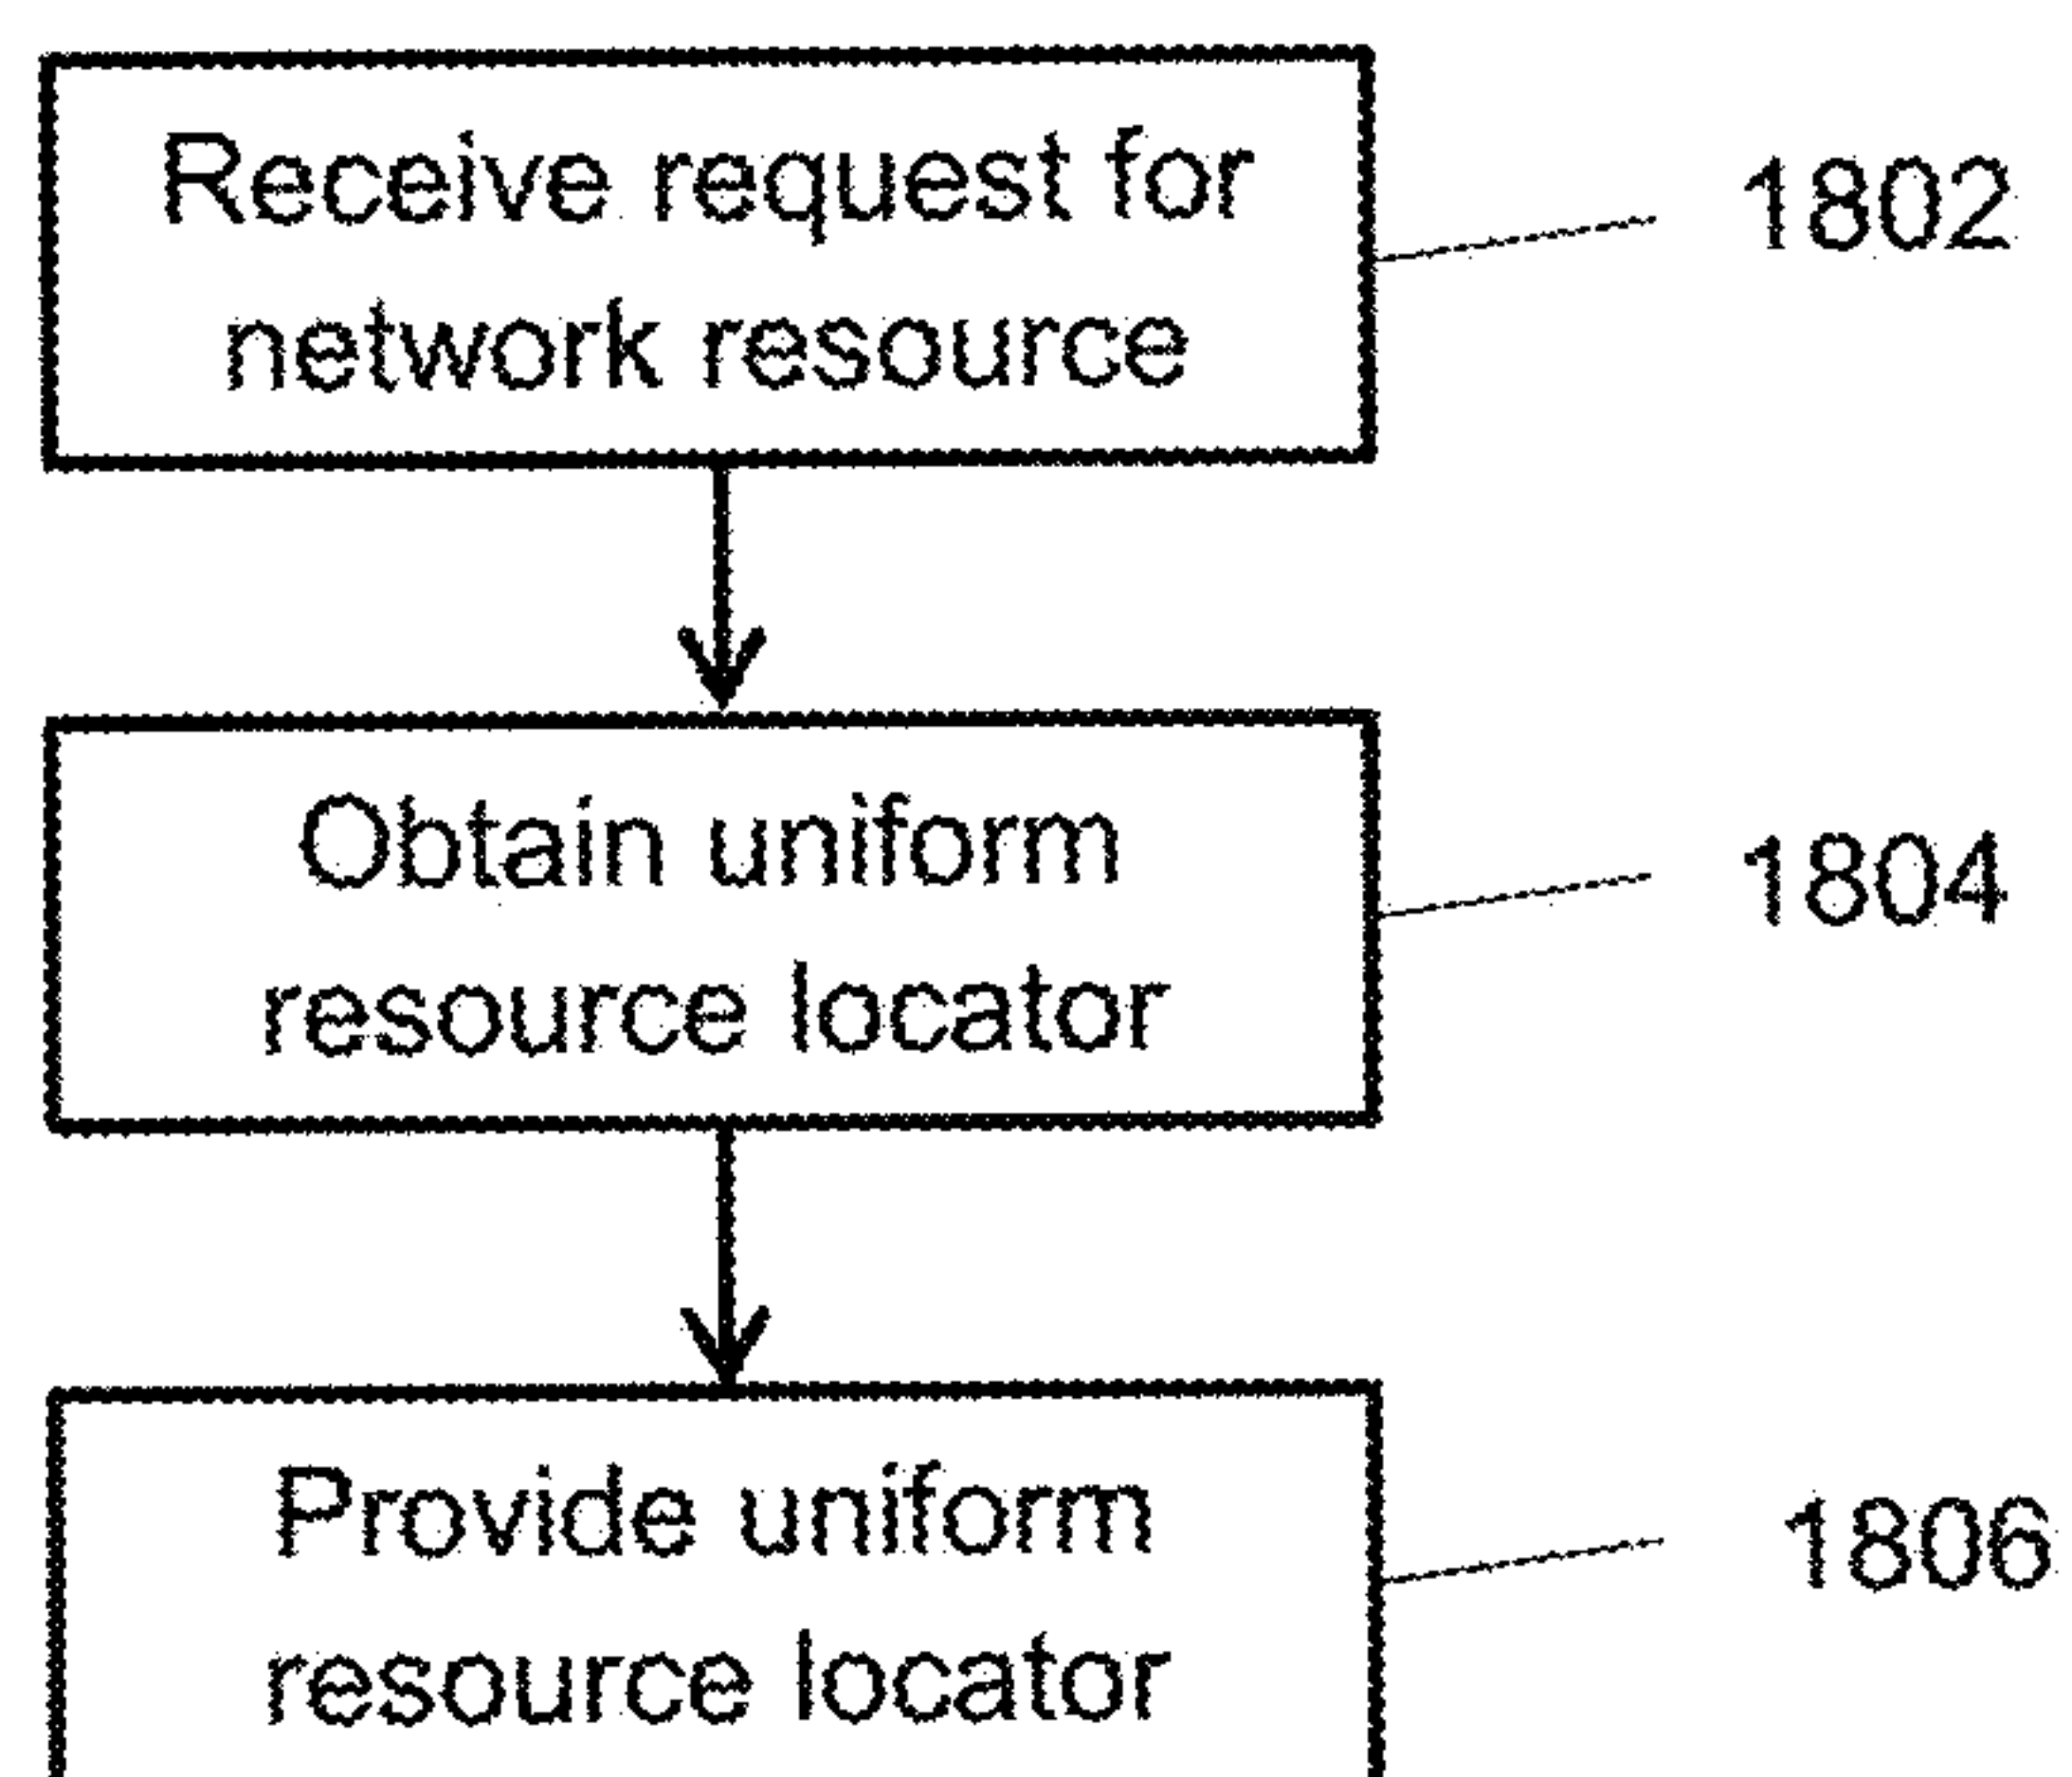 Receive request for
network resource
1802
Obtain uniform
resource locator
1804
Provide uniform
resource locator
1806